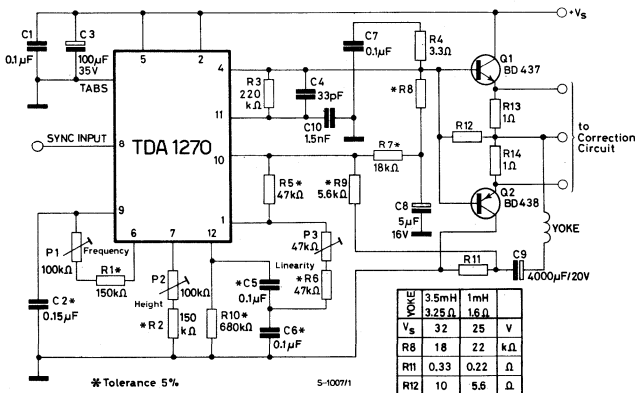 +Vs
C1
0.1µF
C3
100µF
35V
TABS
5
2
C7
0.1µF
R4
3.3Ω
Q1
BD 437
4
R3
220
kΩ
C4
33pF
*R8
R13
1Ω
11
C10
1.5nF
to
Correction
Circuit
SYNC INPUT
8
TDA 1270
R7*
18kΩ
R12
R14
1Ω
10
R5*
47kΩ
*R9
5.6kΩ
Q2
BD438
C8
5µF
16V
YOKE
9
6
7
12
1
P1
Frequency
100kΩ
R1*
150kΩ
P2
100kΩ
Height
P3
47kΩ
Linearity
*R6
47kΩ
R11
C9
4000µF/20V
C2*
0.15µF
*R2
150
kΩ
R10*
680kΩ
*C5
0.1µF
C6*
0.1µF
YOKE 3.5mH 1mH
3.25Ω 1.6Ω
Vs 32 25 V
R8 18 22 kΩ
R11 0.33 0.22 Ω
R12 10 5.6 Ω
*Tolerance 5%
S-1007/1